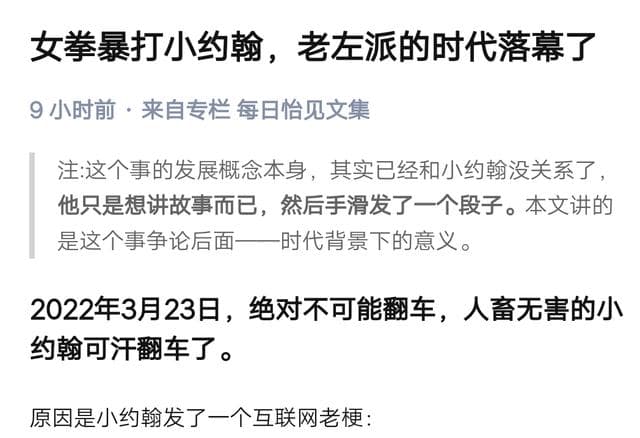 女拳暴打小约翰，老左派的时代落幕了
9 小时前 · 来自专栏 每日怡见文集
注:这个事的发展概念本身，其实已经和小约翰没关系了，
他只是想讲故事而已，然后手滑发了一个段子。本文讲的
是这个事争论后面——时代背景下的意义。
2022年3月23日，绝对不可能翻车，人畜无害的小
约翰可汗翻车了。
原因是小约翰发了一个互联网老梗：